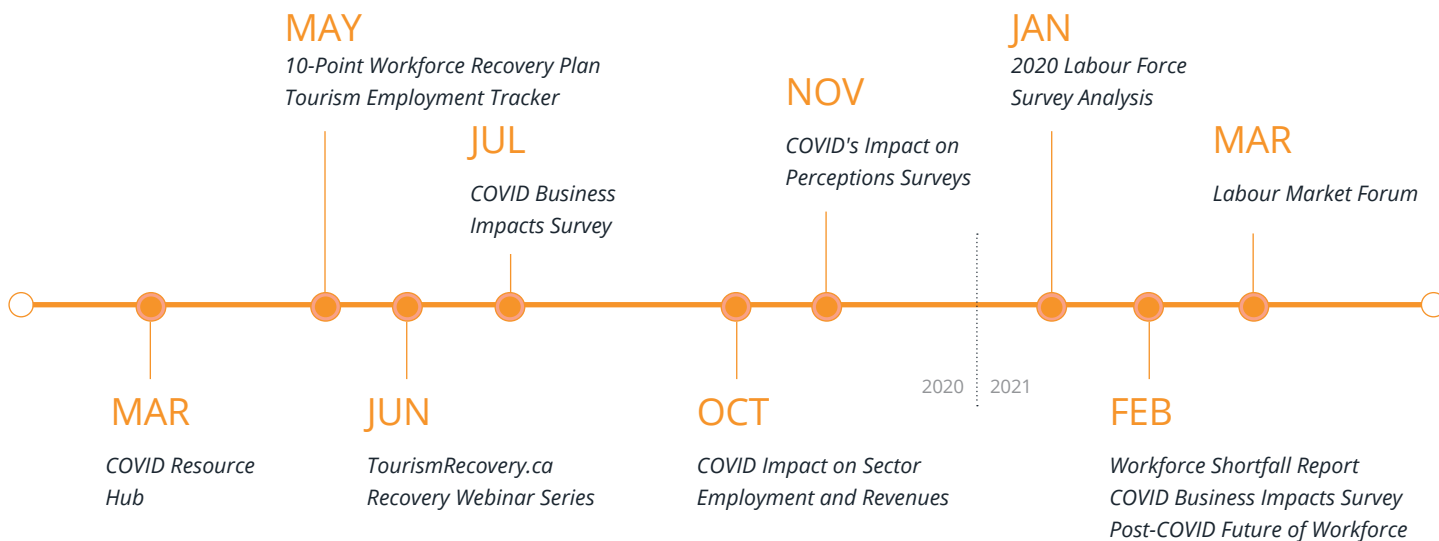 MAY
10-Point Workforce Recovery Plan
Tourism Employment Tracker
JAN
2020 Labour Force
Survey Analysis
NOV
COVID's Impact on
Perceptions Surveys
JUL
COVID Business
Impacts Survey
MAR
Labour Market Forum
2020
2021
MAR
COVID Resource
Hub
JUN
TourismRecovery.ca
Recovery Webinar Series
OCT
COVID Impact on Sector
Employment and Revenues
FEB
Workforce Shortfall Report
COVID Business Impacts Survey
Post-COVID Future of Workforce